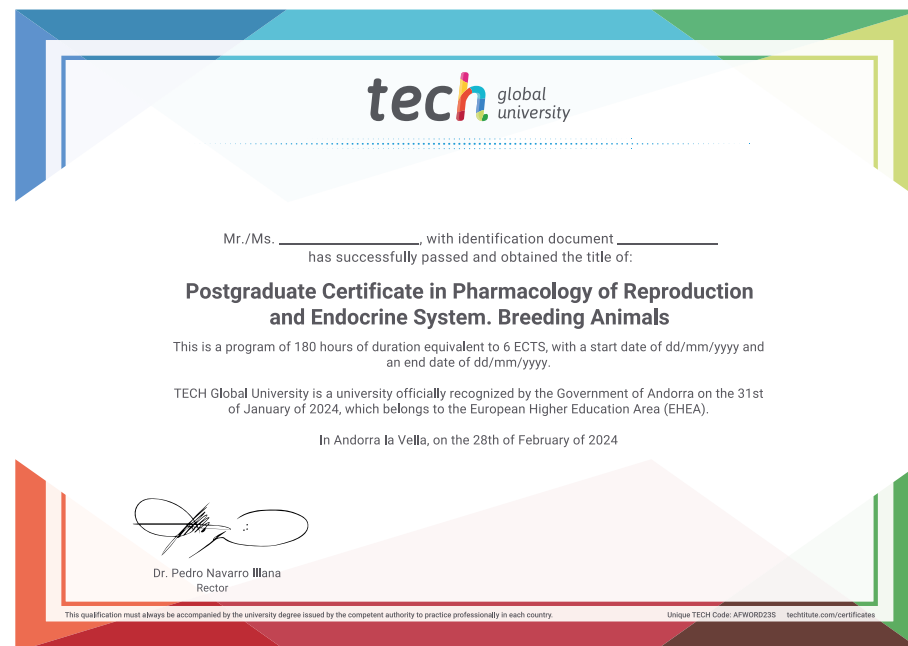 tech global university
Mr./Ms. ____________________, with identification document ______________
has successfully passed and obtained the title of:
Postgraduate Certificate in Pharmacology of Reproduction
and Endocrine System. Breeding Animals
This is a program of 180 hours of duration equivalent to 6 ECTS, with a start date of dd/mm/yyyy and
an end date of dd/mm/yyyy.
TECH Global University is a university officially recognized by the Government of Andorra on the 31st
of January of 2024, which belongs to the European Higher Education Area (EHEA).
In Andorra la Vella, on the 28th of February of 2024
Dr. Pedro Navarro Illana
Rector
This qualification must always be accompanied by the university degree issued by the competent authority to practice professionally in each country. Unique TECH Code: AFWORD23S techtitute.com/certificates